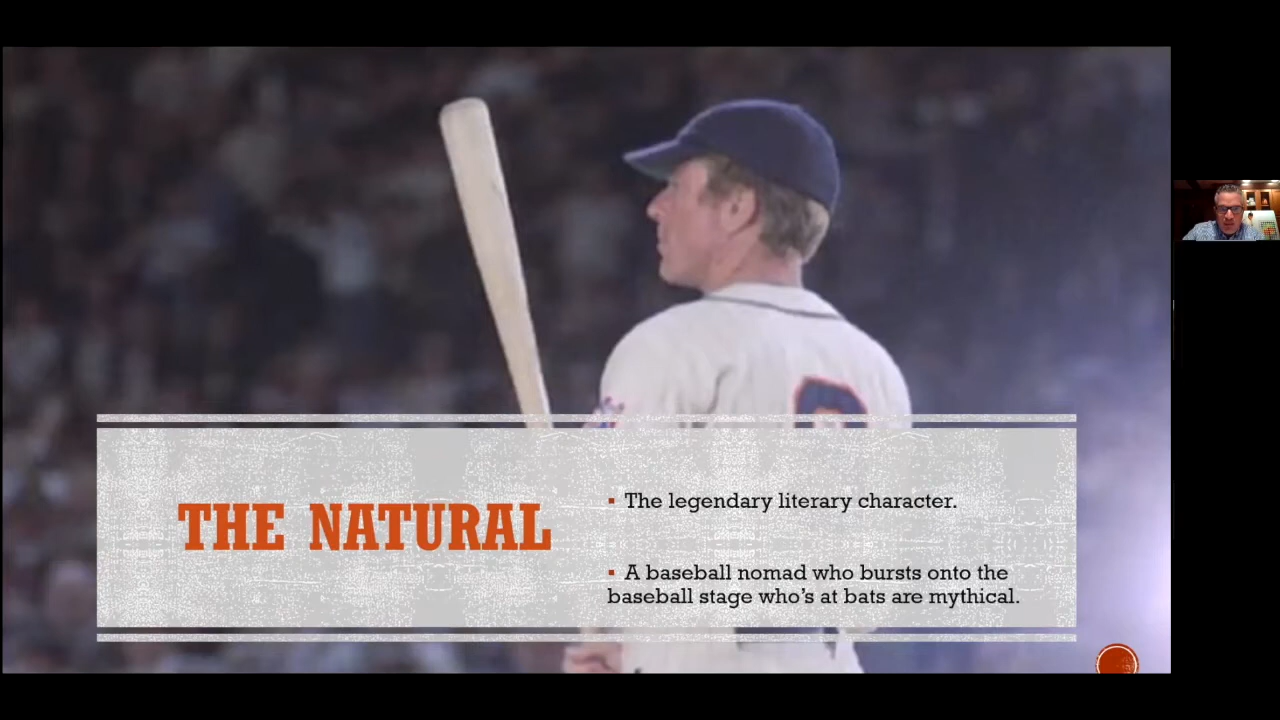 THE NATURAL
▪ The legendary literary character.
▪ A baseball nomad who bursts onto the
baseball stage who's at bats are mythical.